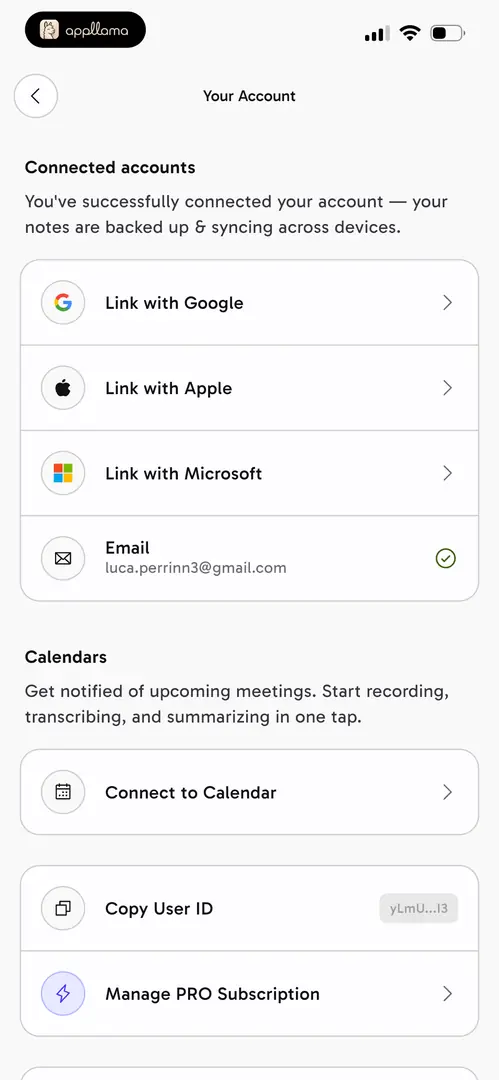 appllama
Your Account
Connected accounts
You've successfully connected your account — your
notes are backed up & syncing across devices.
Link with Google
Link with Apple
Link with Microsoft
Email
luca.perrinn3@gmail.com
Calendars
Get notified of upcoming meetings. Start recording,
transcribing, and summarizing in one tap.
Connect to Calendar
Copy User ID
yLmU...I3
Manage PRO Subscription